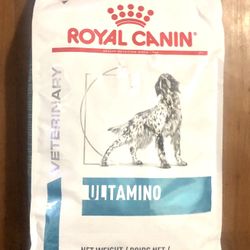 ROYAL CANIN®
VETERINARY
ULTAMINO
NET WEIGHT / POIDS NET /